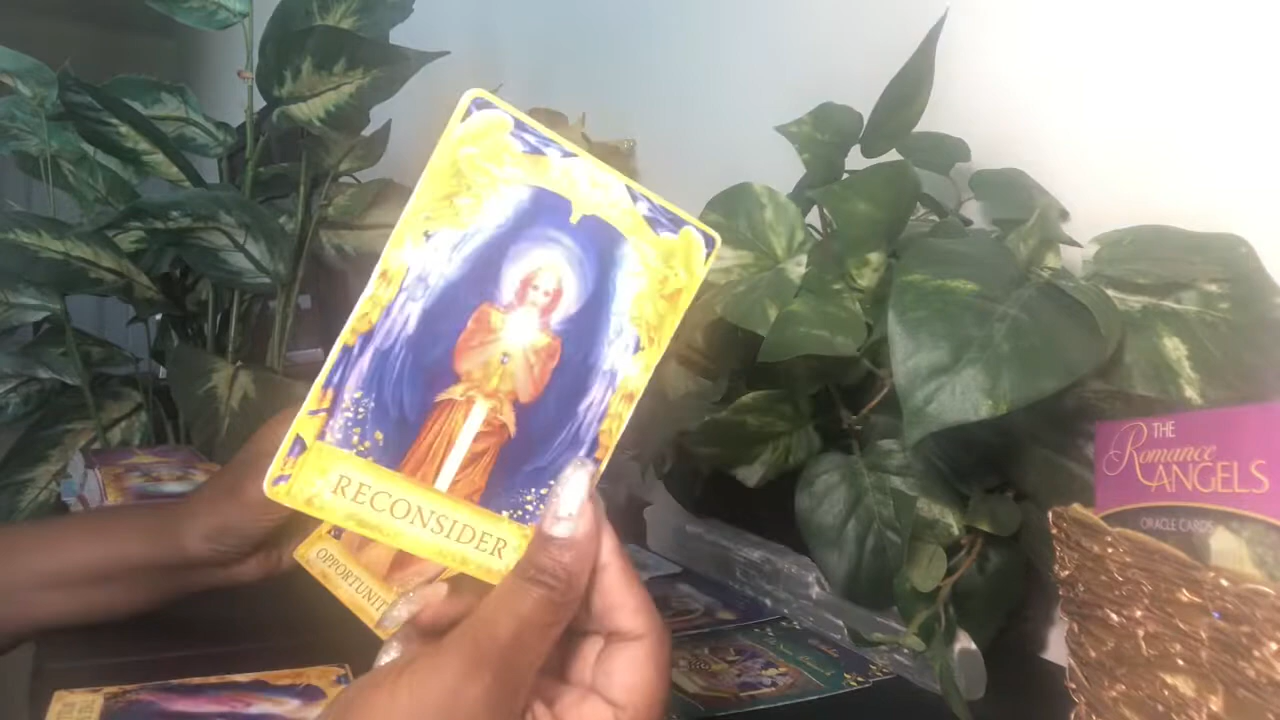 RECONSIDER
OPPORTUNIT
THE
Romance
ANGELS
ORACLE CARDS